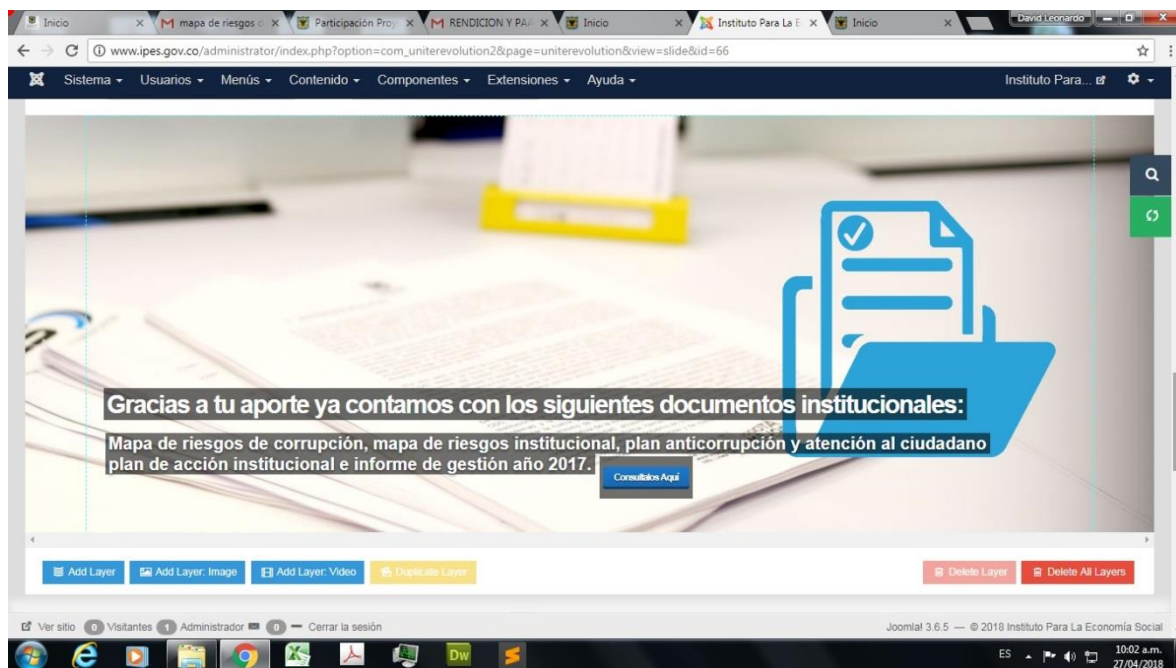 Inicio
mapa de riesgos d
Participación Pro
RENDICION Y PAA
Inicio
Instituto Para La E
Inicio
David Leonardo
www.ipes.gov.co/administrator/index.php?option=com_uniterevolution2&page=uniterevolution&view=slide&id=66
Sistema Usuarios Menús Contenido Componentes Extensiones Ayuda Instituto Para...
Gracias a tu aporte ya contamos con los siguientes documentos institucionales:
Mapa de riesgos de corrupción, mapa de riesgos institucional, plan anticorrupción y atención al ciudadano
plan de acción institucional e informe de gestión año 2017.
Consultalos Aquí
Add Layer Add Layer: Image Add Layer: Video Duplicate Layer Delete Layer Delete All Layers
Ver sitio 0 Visitantes 1 Administrador 0 Cerrar la sesión Joomla! 3.6.5 — © 2018 Instituto Para La Economía Social
Dw ES 10:02 a.m.
27/04/2018